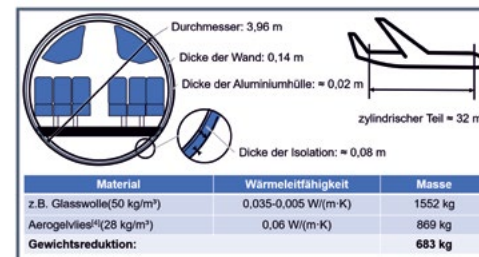 Durchmesser: 3,96 m
Dicke der Wand: 0,14 m
Dicke der Aluminiumhülle: ≈ 0,02 m
zylindrischer Teil ≈ 32 m
Dicke der Isolation: ≈ 0,08 m
Material Wärmeleitfähigkeit Masse
z.B. Glasswolle(50 kg/m³) 0,035-0,005 W/(m·K) 1552 kg
Aerogelvlies[4](28 kg/m³) 0,06 W/(m·K) 869 kg
Gewichtsreduktion: 683 kg